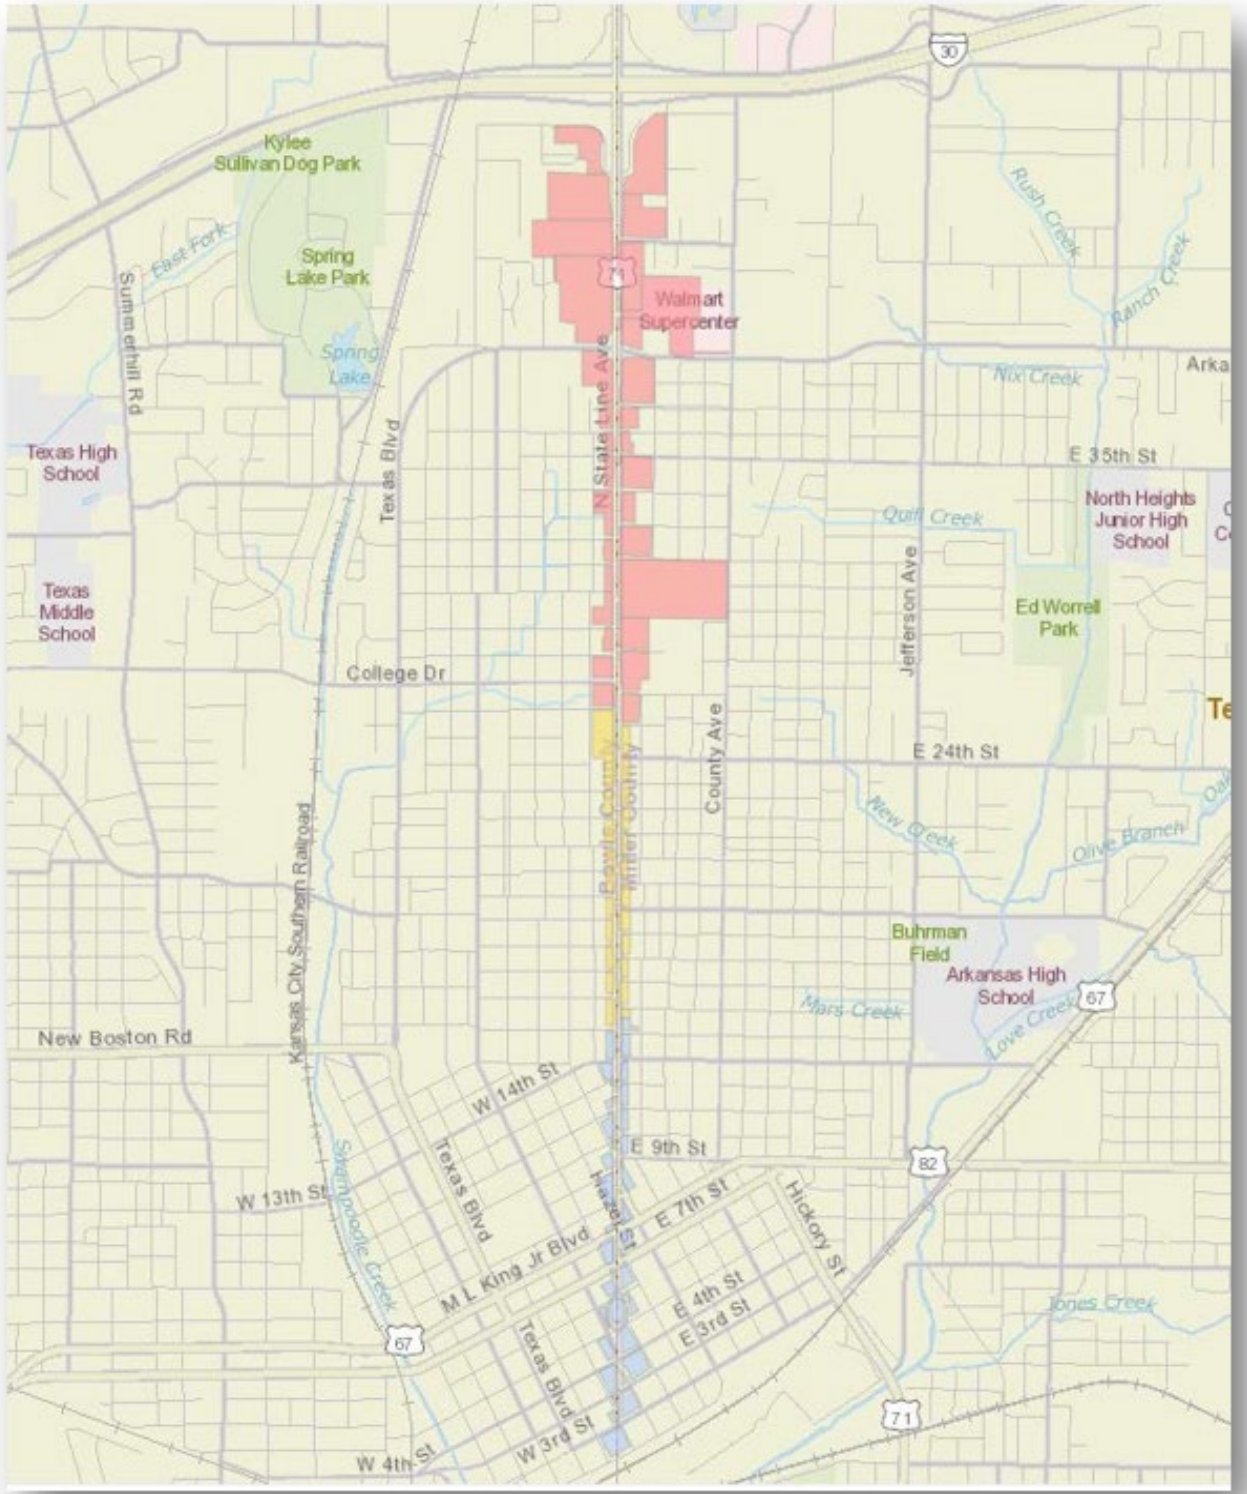 30
Kylee
Sullivan Dog Park
Rush Creek
East Fork
Spring
Lake Park
Ranch Creek
71
Summerhill Rd
Walmart
Supercenter
Spring
Lake
N State Line Ave
Nix Creek
Arka
Texas High
School
Texas Blvd
E 35th St
North Heights
Junior High
School
Quill Creek
C
Co
Texas
Middle
School
Jefferson Ave
Ed Worrell
Park
College Dr
Te
County Ave
E 24th St
Bowie County
Miller County
New Creek
Oak
Olive Branch
Kansas City Southern Railroad
Buhrman
Field
Arkansas High
School
67
Mars Creek
Love Creek
New Boston Rd
W 14th St
E 9th St
82
Texas Blvd
W 13th St
Hazel St
E 7th St
Hickory St
Swampoodle Creek
M L King Jr Blvd
E 4th St
E 3rd St
Jones Creek
67
Texas Blvd
71
W 3rd St
W 4th St